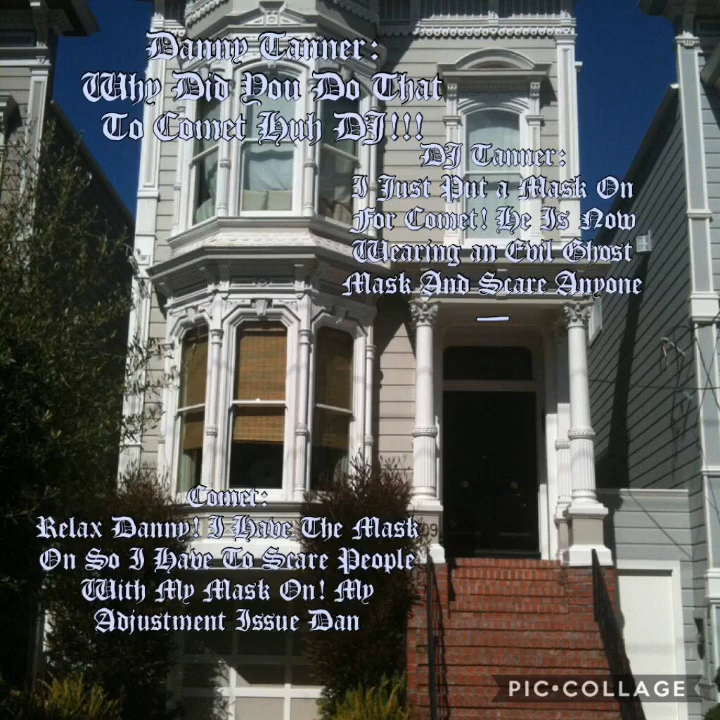 Danny Tanner:
Why Did You Do That
To Comet Huh DJ!!!
DJ Tanner:
I Just Put a Mask On
For Comet! He Is Now
Wearing an Evil Ghost
Mask And Scare Anyone
Comet:
Relax Danny! I Have The Mask
On So I Have To Scare People
With My Mask On! My
Adjustment Issue Dan
PIC•COLLAGE